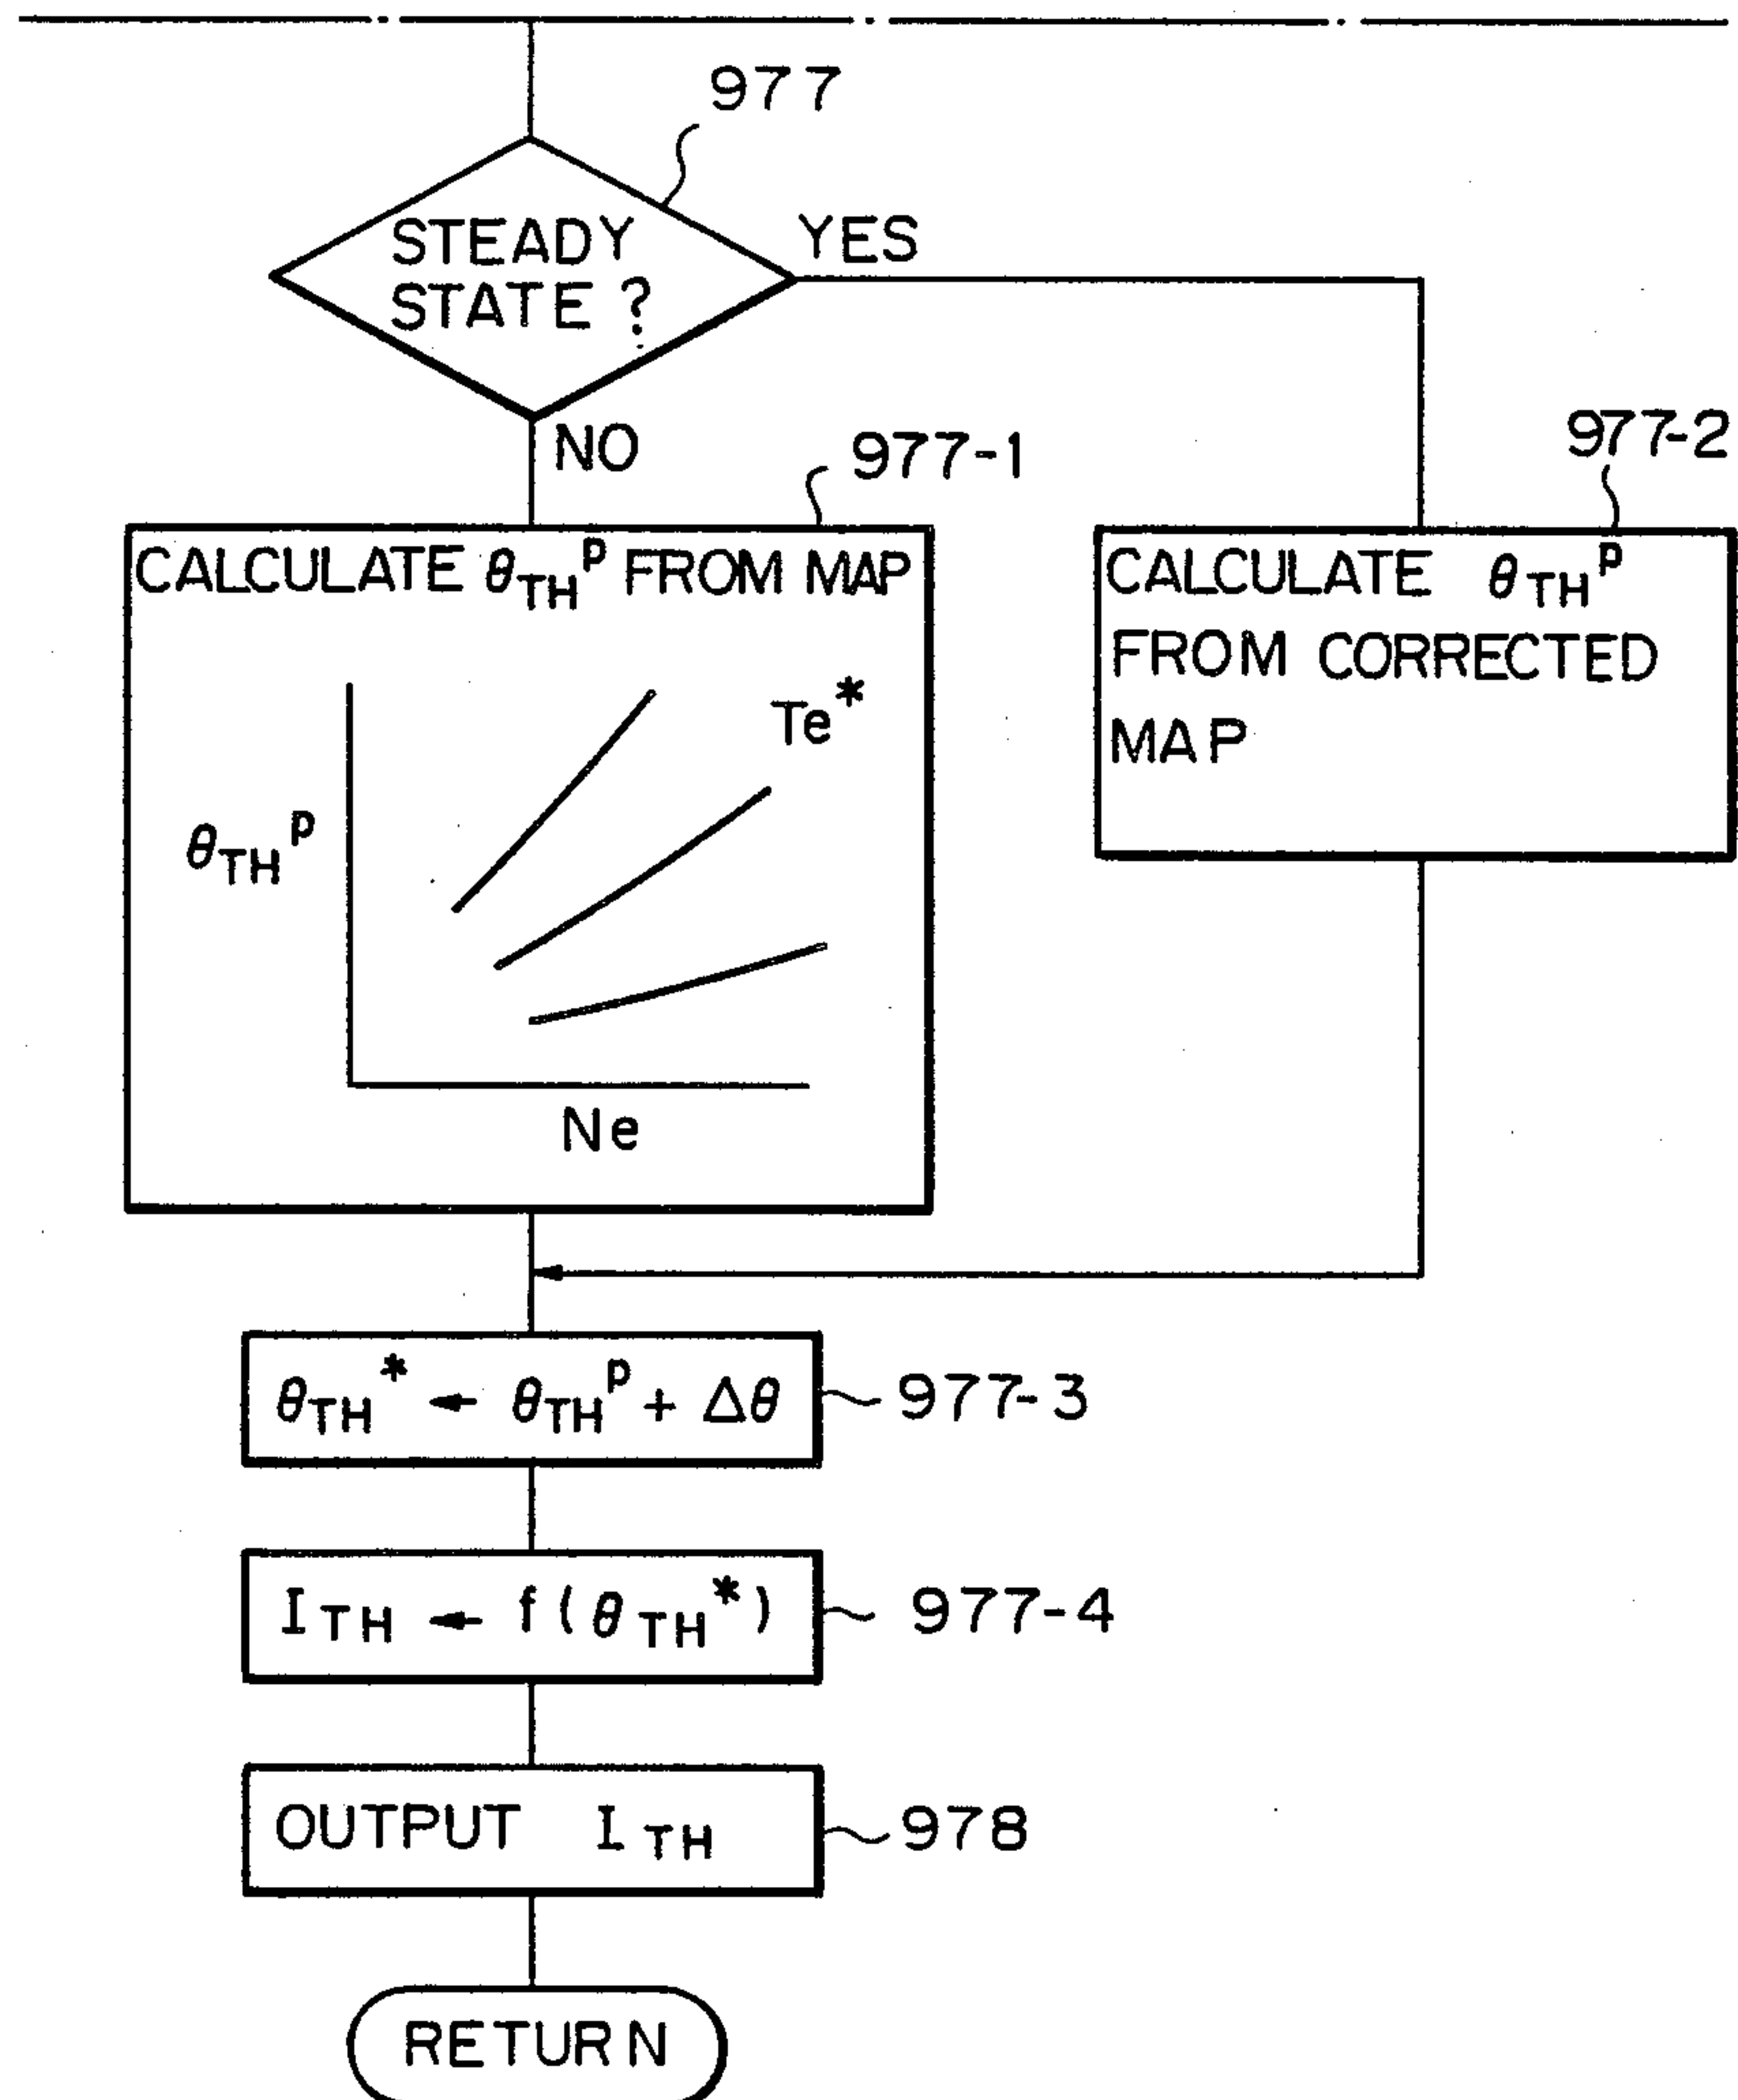 977
STEADY
STATE ?
YES
NO
977-1
977-2
CALCULATE θTHᵖ FROM MAP
Te*
θTHᵖ
Ne
CALCULATE θTHᵖ
FROM CORRECTED
MAP
θTH* ← θTHᵖ + Δθ
977-3
ITH ← f(θTH*)
977-4
OUTPUT ITH
978
RETURN